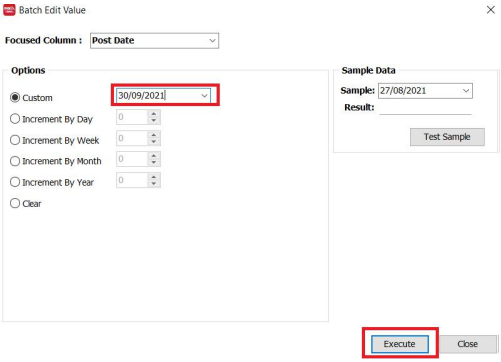 Batch Edit Value
Focused Column : Post Date
Options
Custom 30/09/2021
Increment By Day 0
Increment By Week 0
Increment By Month 0
Increment By Year 0
Clear
Sample Data
Sample: 27/08/2021
Result:
Test Sample
Execute Close